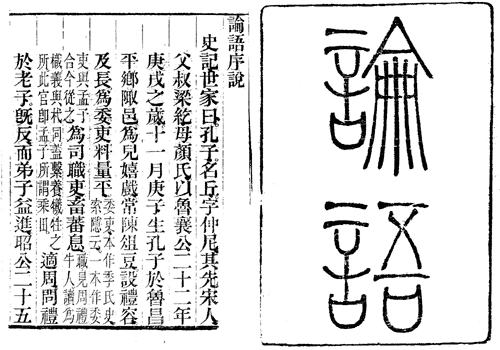 論語
論語序說
史記世家曰孔子名丘字仲尼其先宋人
父叔梁紇母顏氏以魯襄公二十二年
庚戌之歲十一月庚子生孔子於魯昌
平鄉陬邑爲兒嬉戲常陳俎豆設禮容
及長爲委吏料量平委吏本作季氏史索隱云一本作委
吏與孟子合今從之爲司職吏畜蕃息職見周禮牛人讀爲
樴義與杙同蓋繫養犧牲之所此官即孟子所謂乘田適周問禮
於老子既反而弟子益進昭公二十五